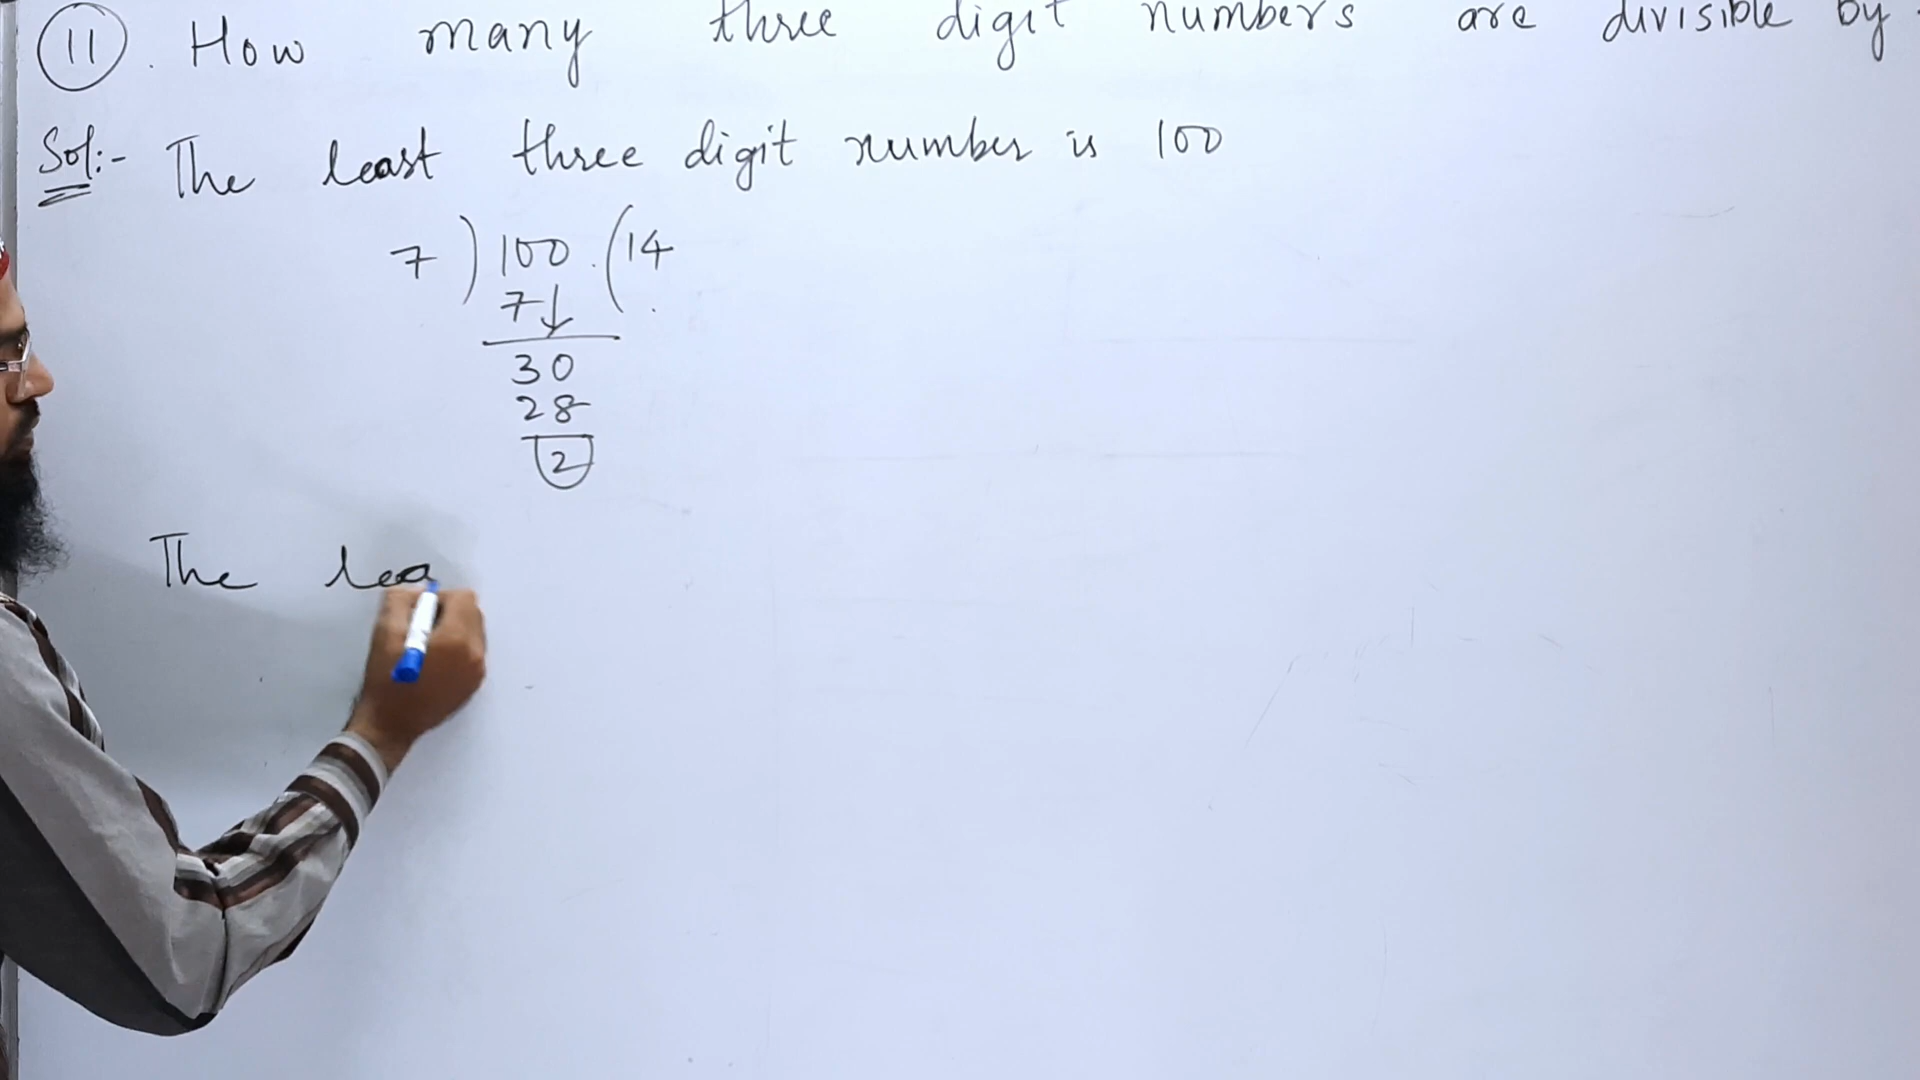 11. How many three digit numbers are divisible by
Sol:- The least three digit number is 100
7 ) 100 ( 14
7↓
30
28
2
The lea